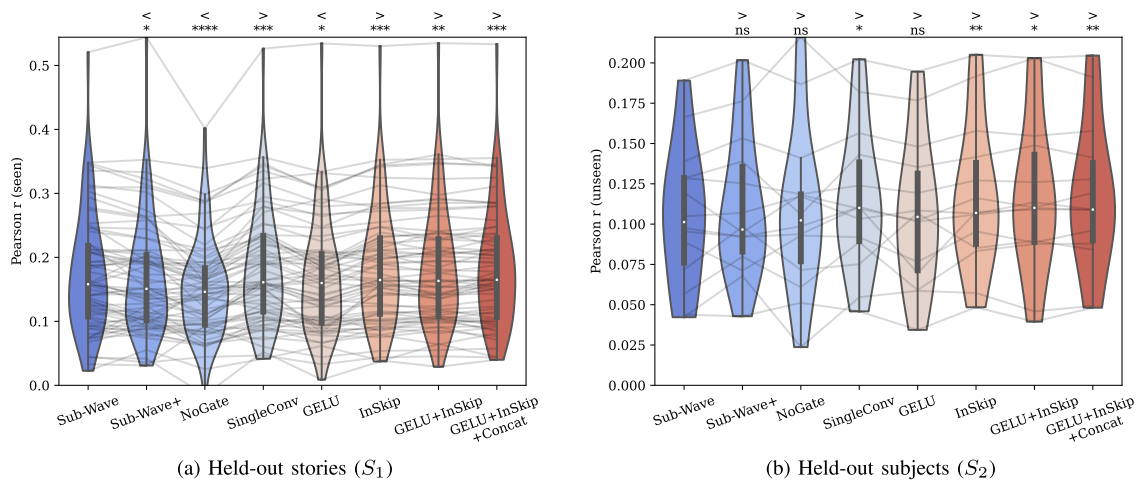 < < > < > > >
* **** *** * *** ** ***
Pearson r (seen)
0.5
0.4
0.3
0.2
0.1
0.0
Sub-Wave
Sub-Wave+
NoGate
SingleConv
GELU
InSkip
GELU+InSkip
GELU+InSkip
+Concat
(a) Held-out stories (S1)
> > > > > > >
ns ns * ns ** * **
Pearson r (unseen)
0.200
0.175
0.150
0.125
0.100
0.075
0.050
0.025
0.000
Sub-Wave
Sub-Wave+
NoGate
SingleConv
GELU
InSkip
GELU+InSkip
GELU+InSkip
+Concat
(b) Held-out subjects (S2)